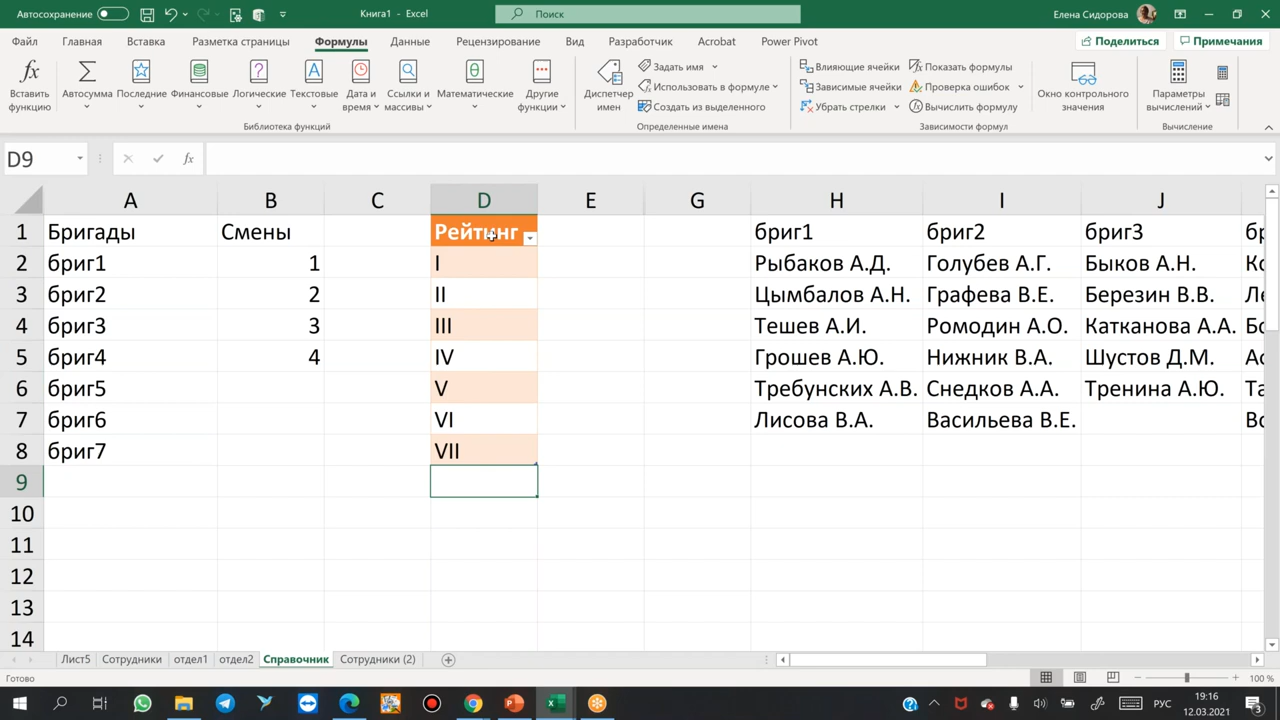 Автосохранение
Книга1 - Excel
Поиск
Елена Сидорова
Файл Главная Вставка Разметка страницы Формулы Данные Рецензирование Вид Разработчик Acrobat Power Pivot
Поделиться Примечания
Вставить функцию
Автосумма
Последние
Финансовые
Логические
Текстовые
Дата и время
Ссылки и массивы
Математические
Другие функции
Библиотека функций
Диспетчер имен
Задать имя
Использовать в формуле
Создать из выделенного
Определенные имена
Влияющие ячейки
Зависимые ячейки
Убрать стрелки
Показать формулы
Проверка ошибок
Вычислить формулу
Зависимости формул
Окно контрольного значения
Параметры вычислений
Вычисление
D9 fx
A B C D E G H I J
1 Бригады Смены Рейтинг бриг1 бриг2 бриг3
2 бриг1 1 I Рыбаков А.Д. Голубев А.Г. Быков А.Н.
3 бриг2 2 II Цымбалов А.Н. Графева В.Е. Березин В.В.
4 бриг3 3 III Тешев А.И. Ромодин А.О. Катканова А.А.
5 бриг4 4 IV Грошев А.Ю. Нижник В.А. Шустов Д.М.
6 бриг5 V Требунских А.В. Снедков А.А. Тренина А.Ю.
7 бриг6 VI Лисова В.А. Васильева В.Е.
8 бриг7 VII
9
10
11
12
13
14
Лист5 Сотрудники отдел1 отдел2 Справочник Сотрудники (2)
Готово
100 %
РУС
19:16
12.03.2021